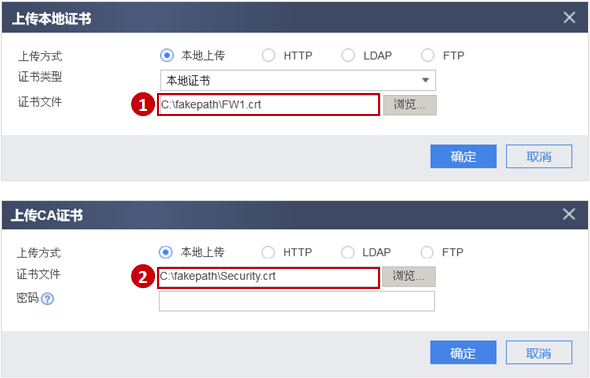 上传本地证书
上传方式 本地上传 HTTP LDAP FTP
证书类型 本地证书
证书文件 1 C:\fakepath\FW1.crt 浏览...
确定 取消
上传CA证书
上传方式 本地上传 HTTP LDAP FTP
证书文件 2 C:\fakepath\Security.crt 浏览...
密码 ?
确定 取消